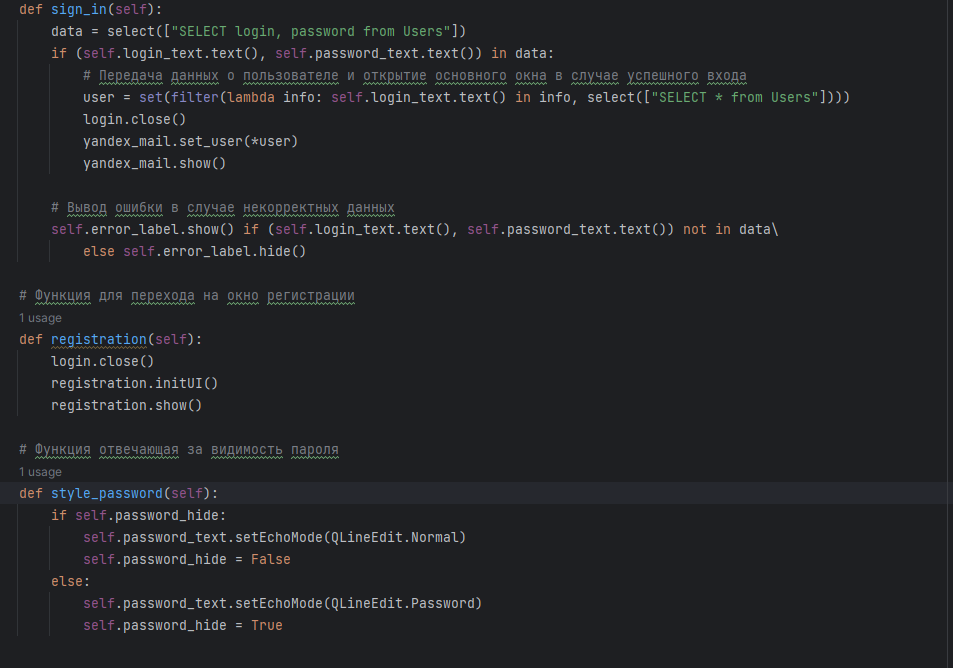 def sign_in(self):
    data = select(["SELECT login, password from Users"])
    if (self.login_text.text(), self.password_text.text()) in data:
        # Передача данных о пользователе и открытие основного окна в случае успешного входа
        user = set(filter(lambda info: self.login_text.text() in info, select(["SELECT * from Users"])))
        login.close()
        yandex_mail.set_user(*user)
        yandex_mail.show()

    # Вывод ошибки в случае некорректных данных
    self.error_label.show() if (self.login_text.text(), self.password_text.text()) not in data\
        else self.error_label.hide()

# Функция для перехода на окно регистрации
1 usage
def registration(self):
    login.close()
    registration.initUI()
    registration.show()

# Функция отвечающая за видимость пароля
1 usage
def style_password(self):
    if self.password_hide:
        self.password_text.setEchoMode(QLineEdit.Normal)
        self.password_hide = False
    else:
        self.password_text.setEchoMode(QLineEdit.Password)
        self.password_hide = True